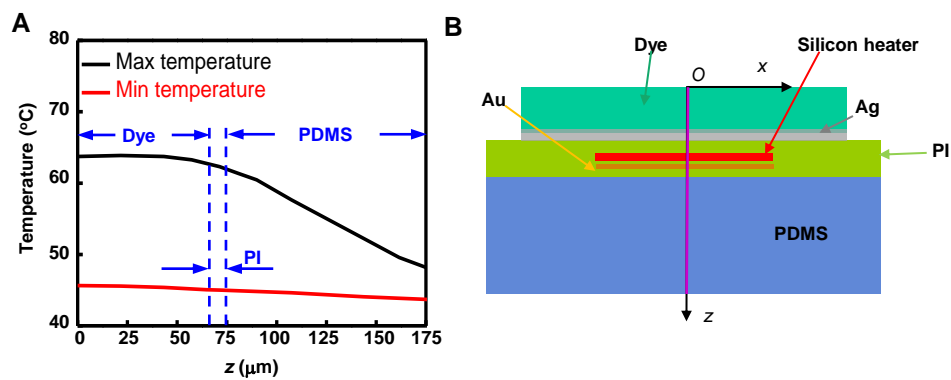 A
80
70
60
50
40
Temperature (°C)
Max temperature
Min temperature
Dye
PDMS
PI
0
25
50
75
100
125
150
175
z (μm)
B
Dye
Silicon heater
O
x
Au
Ag
PI
PDMS
z